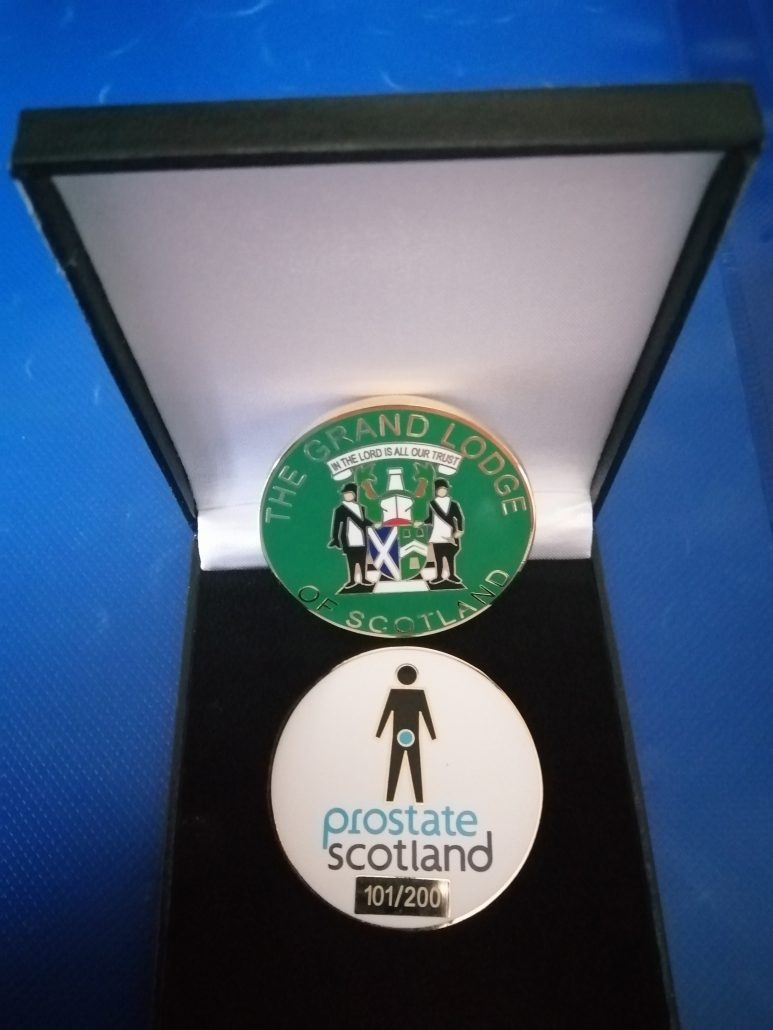 THE GRAND LODGE
IN THE LORD IS ALL OUR TRUST
OF SCOTLAND
prostate
scotland
101/200